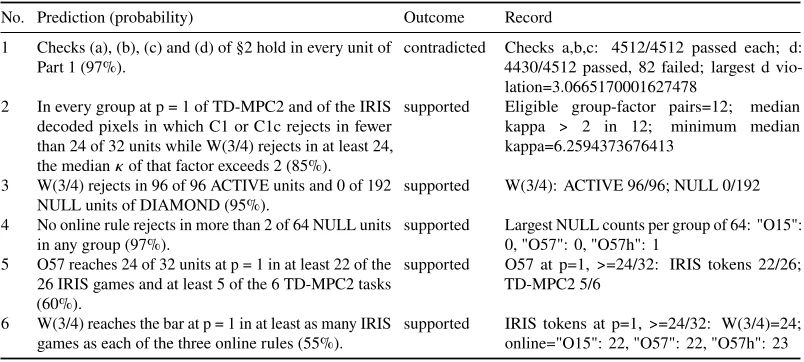 No. Prediction (probability) Outcome Record
1 Checks (a), (b), (c) and (d) of §2 hold in every unit of contradicted Checks a,b,c: 4512/4512 passed each; d:
Part 1 (97%). 4430/4512 passed, 82 failed; largest d vio-
lation=3.0665170001627478
2 In every group at p = 1 of TD-MPC2 and of the IRIS supported Eligible group-factor pairs=12; median
decoded pixels in which C1 or C1c rejects in fewer kappa > 2 in 12; minimum median
than 24 of 32 units while W(3/4) rejects in at least 24, kappa=6.2594373676413
the median κ of that factor exceeds 2 (85%).
3 W(3/4) rejects in 96 of 96 ACTIVE units and 0 of 192 supported W(3/4): ACTIVE 96/96; NULL 0/192
NULL units of DIAMOND (95%).
4 No online rule rejects in more than 2 of 64 NULL units supported Largest NULL counts per group of 64: "O15":
in any group (97%). 0, "O57": 0, "O57h": 1
5 O57 reaches 24 of 32 units at p = 1 in at least 22 of the supported O57 at p=1, >=24/32: IRIS tokens 22/26;
26 IRIS games and at least 5 of the 6 TD-MPC2 tasks TD-MPC2 5/6
(60%).
6 W(3/4) reaches the bar at p = 1 in at least as many IRIS supported IRIS tokens at p=1, >=24/32: W(3/4)=24;
games as each of the three online rules (55%). online="O15": 22, "O57": 22, "O57h": 23